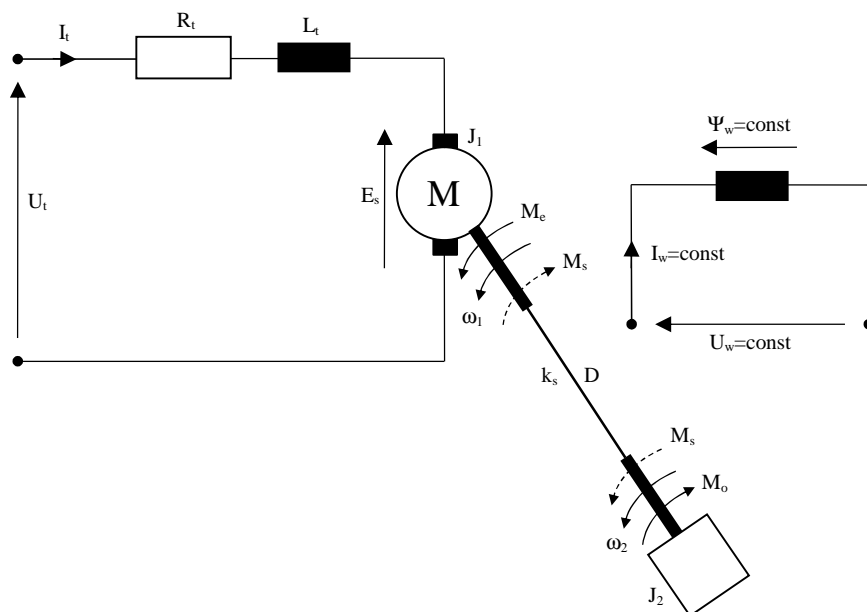 I_t
R_t
L_t
J_1
Ψ_w=const
U_t
E_s
M
M_e
M_s
I_w=const
ω_1
U_w=const
k_s
D
M_s
M_o
ω_2
J_2